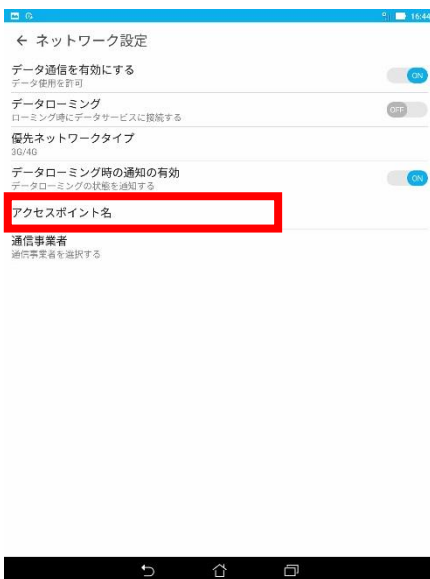 16:44
← ネットワーク設定
データ通信を有効にする
データ使用を許可
ON
データローミング
ローミング時にデータサービスに接続する
OFF
優先ネットワークタイプ
3G/4G
データローミング時の通知の有効
データローミングの状態を通知する
ON
アクセスポイント名
通信事業者
通信事業者を選択する